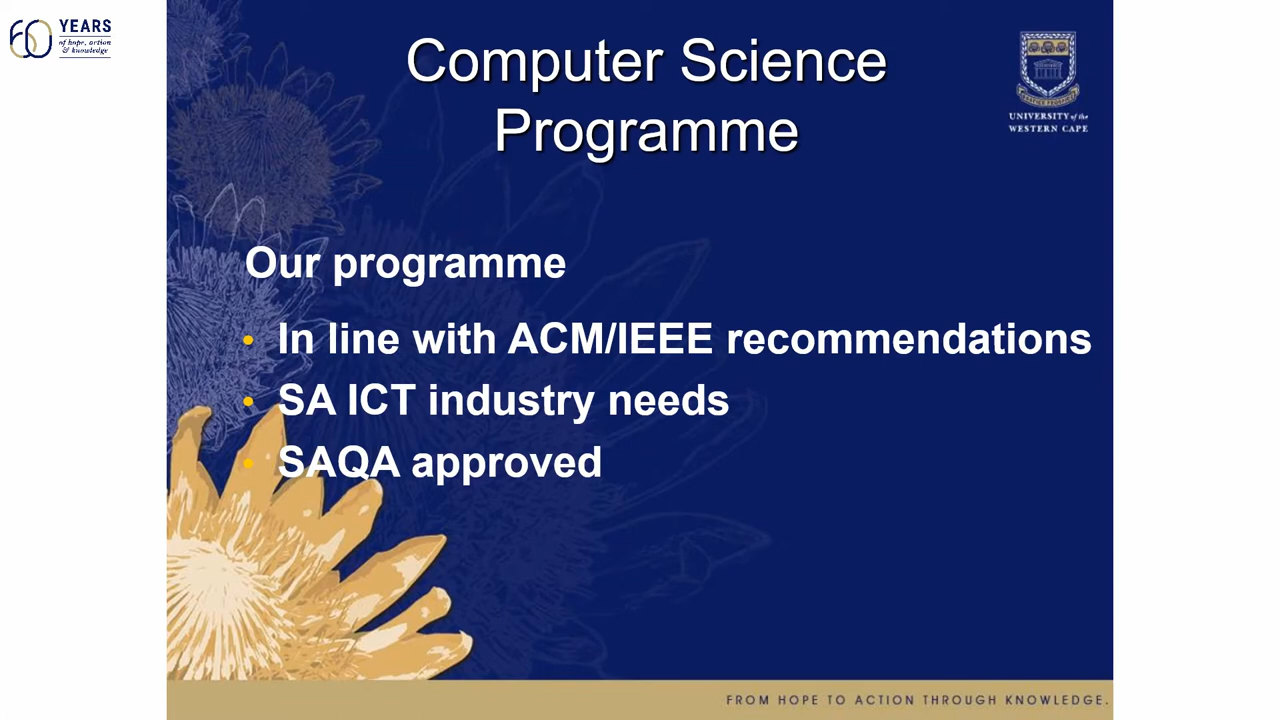 60 YEARS
of hope, action
& knowledge
Computer Science
Programme
UNIVERSITY of the
WESTERN CAPE
Our programme
• In line with ACM/IEEE recommendations
• SA ICT industry needs
• SAQA approved
FROM HOPE TO ACTION THROUGH KNOWLEDGE.